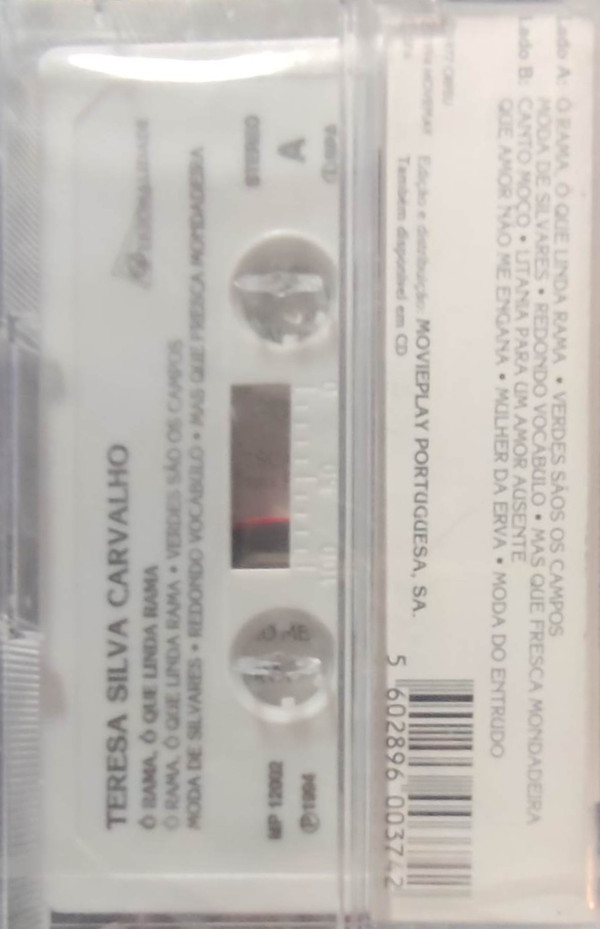 Lado A: Ó RAMA, Ó QUE LINDA RAMA • VERDES SÃOS OS CAMPOS
MODA DE SILVARES • REDONDO VOCÁBULO • MAS QUE FRESCA MONDADEIRA
Lado B: CANTO MOÇO • LITANIA PARA UM AMOR AUSENTE
QUE AMOR NÃO ME ENGANA • MULHER DA ERVA • MODA DO ENTRUDO
Edição e distribuição: MOVIEPLAY PORTUGUESA, SA.
Também disponível em CD
5 602896 003742
A
MP 12002
℗ 1994
TERESA SILVA CARVALHO
Ó RAMA, Ó QUE LINDA RAMA
Ó RAMA, Ó QUE LINDA RAMA • VERDES SÃO OS CAMPOS
MODA DE SILVARES • REDONDO VOCÁBULO • MAS QUE FRESCA MONDADEIRA